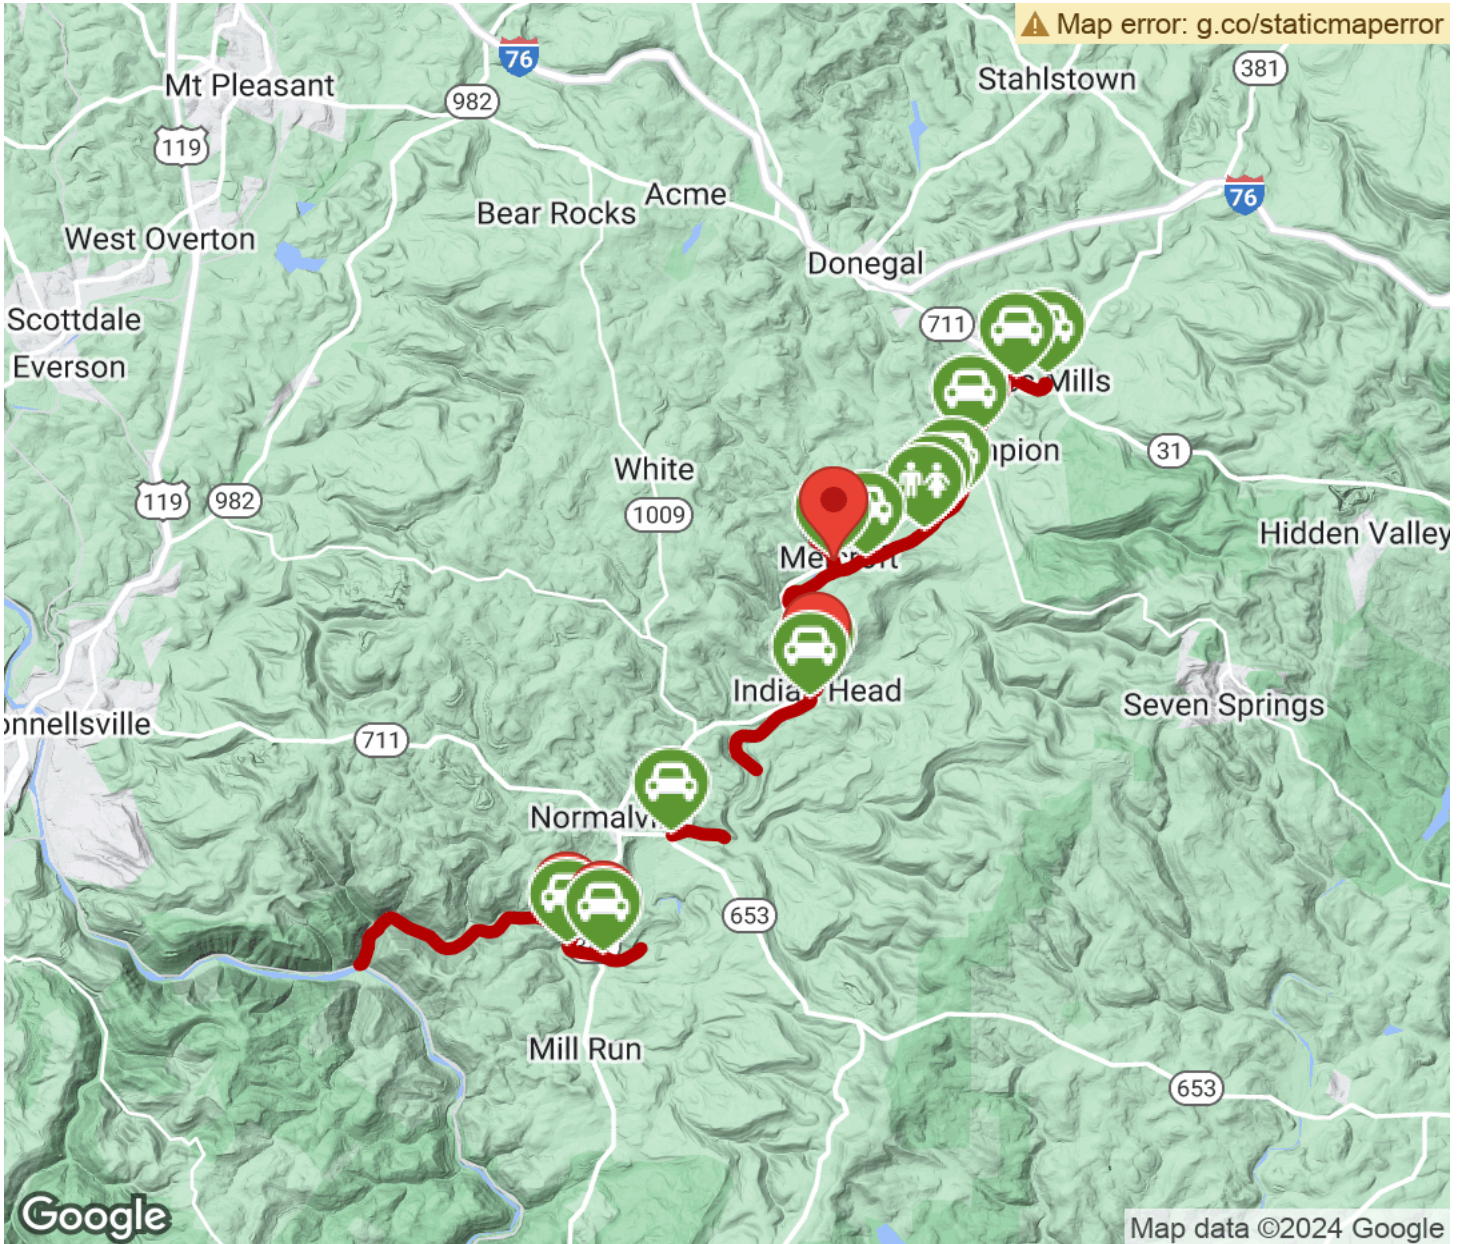 Map error: g.co/staticmaperror
76
Stahlstown
381
Mt Pleasant
982
119
76
Acme
Bear Rocks
West Overton
Donegal
Scottdale
711
Everson
Mills
31
White
119
982
1009
Hidden Valley
Indian Head
Seven Springs
onnellsville
711
653
Mill Run
653
Google
Map data ©2024 Google